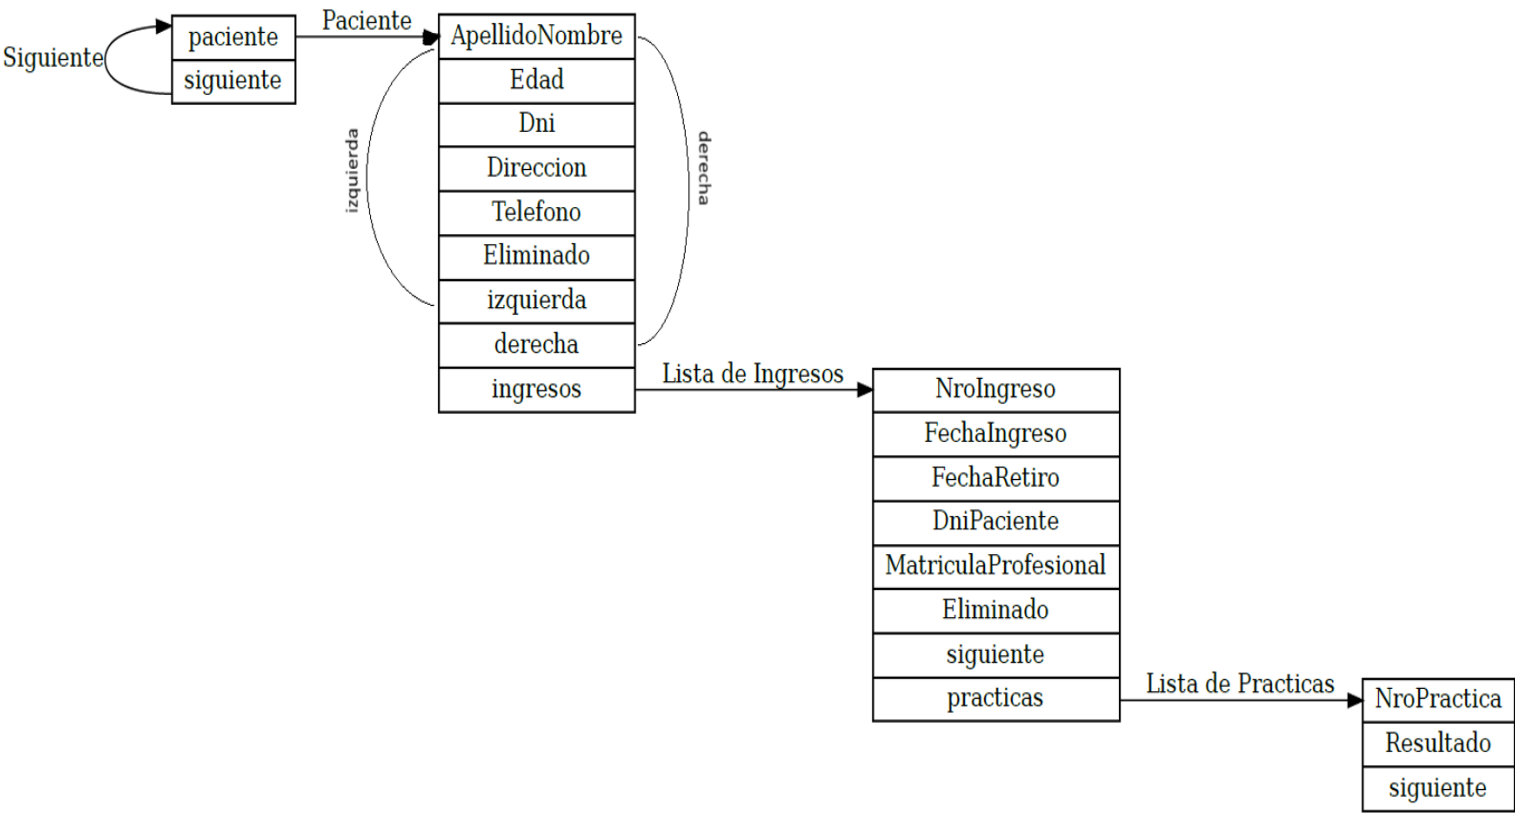 Siguiente
paciente
siguiente
Paciente
ApellidoNombre
Edad
Dni
Direccion
Telefono
Eliminado
izquierda
derecha
ingresos
izquierda
derecha
Lista de Ingresos
NroIngreso
FechaIngreso
FechaRetiro
DniPaciente
MatriculaProfesional
Eliminado
siguiente
practicas
Lista de Practicas
NroPractica
Resultado
siguiente